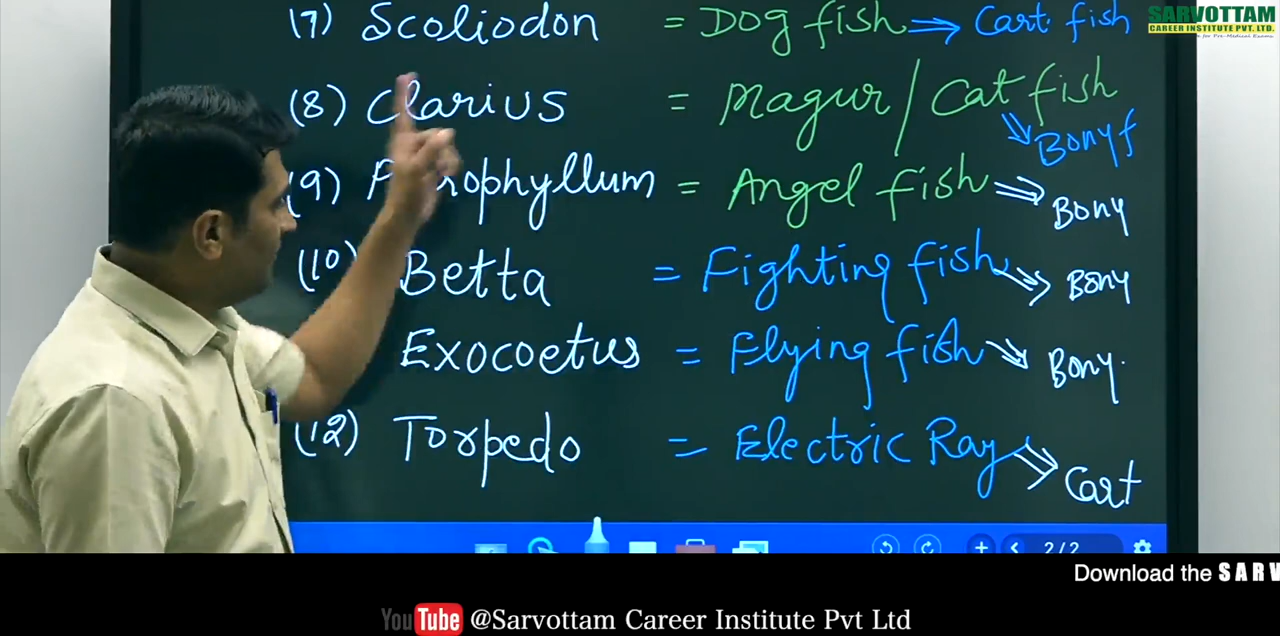 (7) Scoliodon = Dog fish ⇒ Cart. fish
SARVOTTAM
CAREER INSTITUTE PVT. LTD.
(8) Clarius = Magur / Cat fish
⇒ Bony f
(9) = Angel fish ⇒ Bony
(10) Betta = Fighting fish ⇒ Bony
Exocoetus = Flying fish ⇒ Bony.
(12) Torpedo = Electric Ray ⇒ Cart
2/2
Download the SARV
YouTube @Sarvottam Career Institute Pvt Ltd